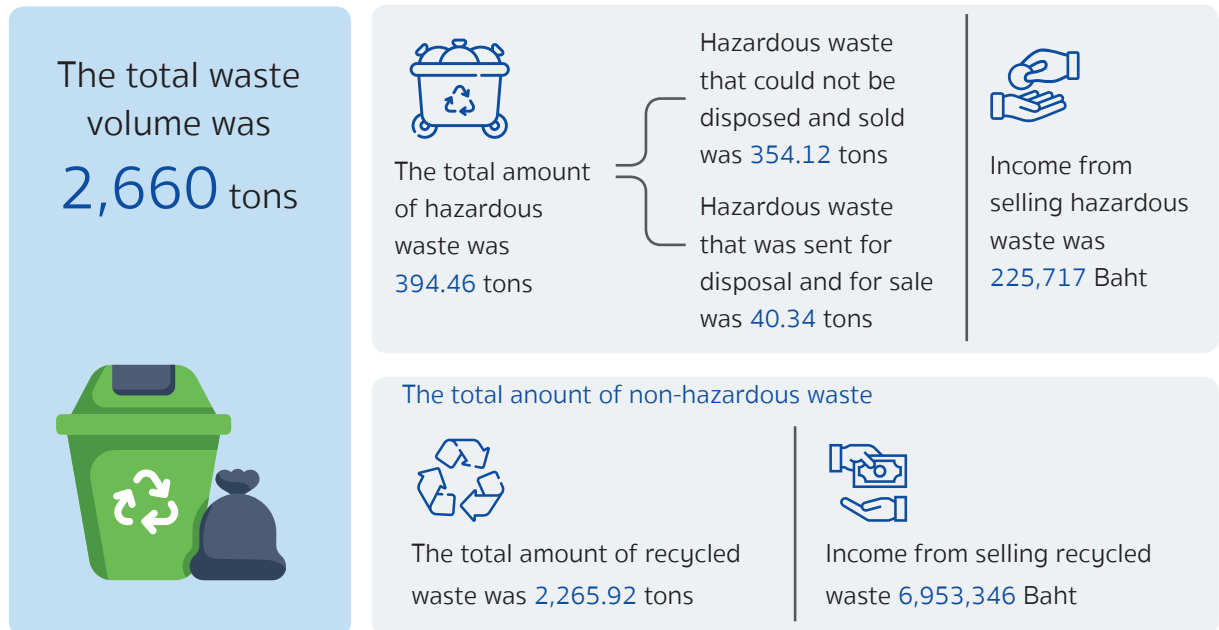 The total waste
volume was
2,660 tons
The total amount
of hazardous
waste was
394.46 tons
Hazardous waste
that could not be
disposed and sold
was 354.12 tons
Hazardous waste
that was sent for
disposal and for sale
was 40.34 tons
Income from
selling hazardous
waste was
225,717 Baht
The total anount of non-hazardous waste
The total amount of recycled
waste was 2,265.92 tons
Income from selling recycled
waste 6,953,346 Baht